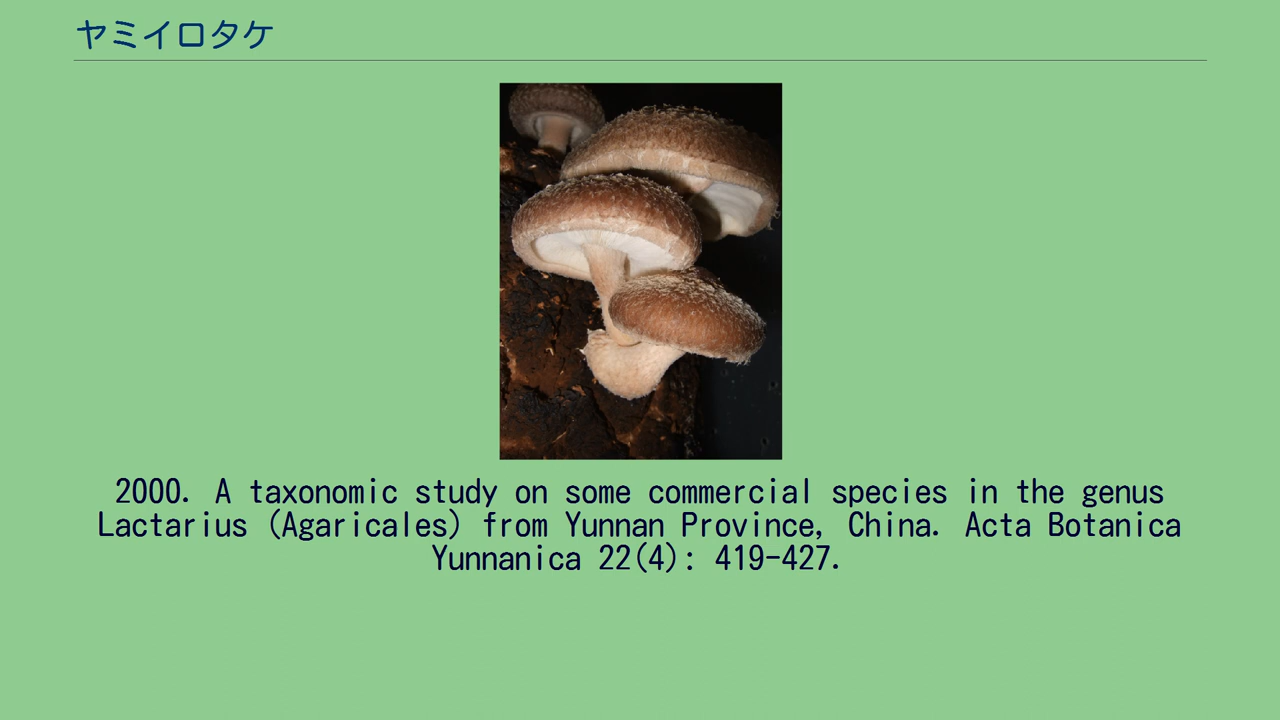 ヤミイロタケ
2000. A taxonomic study on some commercial species in the genus
Lactarius (Agaricales) from Yunnan Province, China. Acta Botanica
Yunnanica 22(4): 419-427.